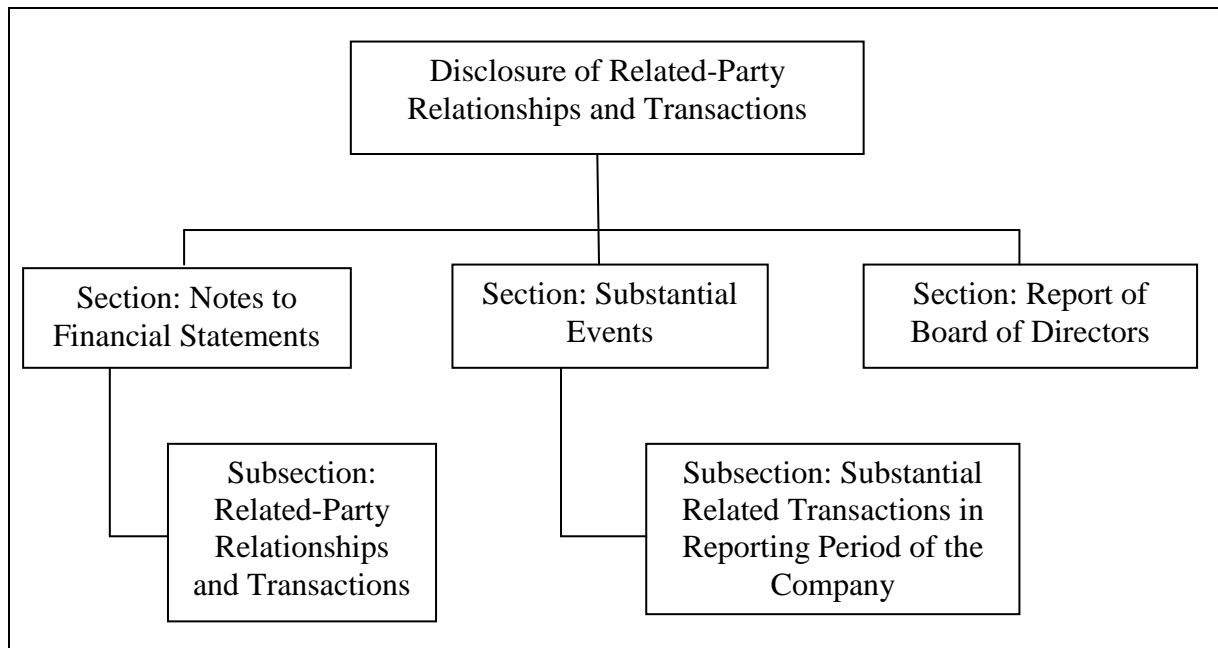 Disclosure of Related-Party
Relationships and Transactions
Section: Notes to
Financial Statements
Section: Substantial
Events
Section: Report of
Board of Directors
Subsection:
Related-Party
Relationships
and Transactions
Subsection: Substantial
Related Transactions in
Reporting Period of the
Company